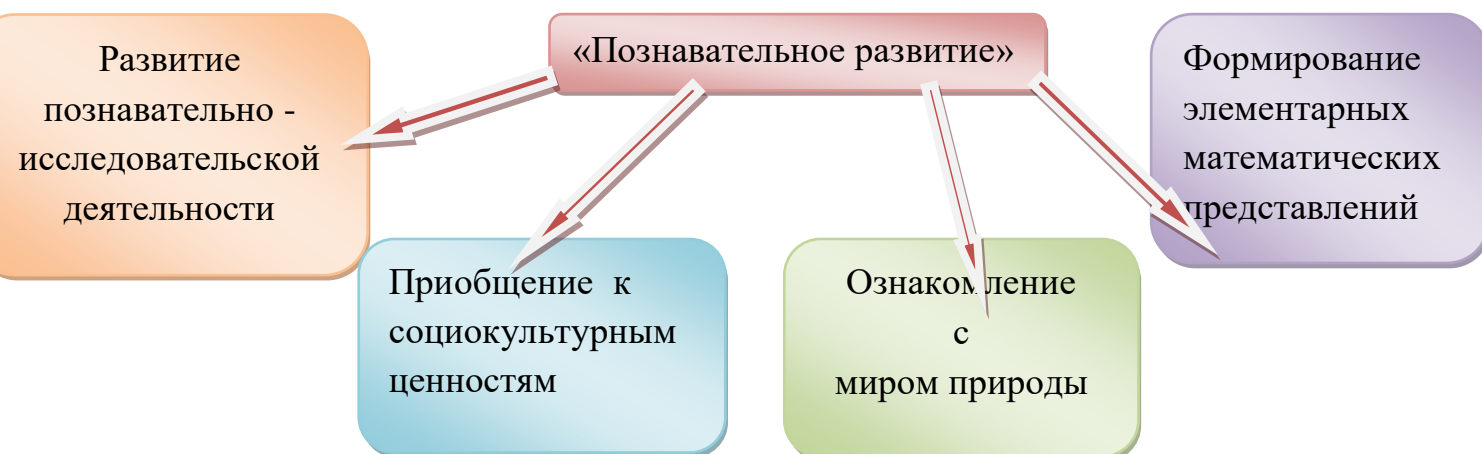 «Познавательное развитие»
Развитие
познавательно -
исследовательской
деятельности
Приобщение к
социокультурным
ценностям
Ознакомление
с
миром природы
Формирование
элементарных
математических
представлений